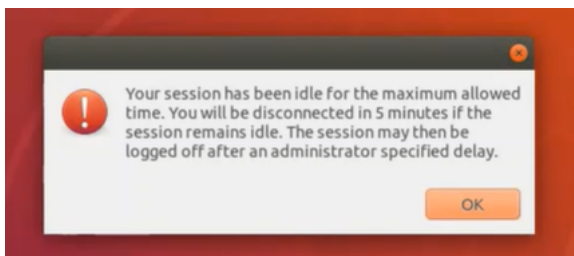 Your session has been idle for the maximum allowed
time. You will be disconnected in 5 minutes if the
session remains idle. The session may then be
logged off after an administrator specified delay.
OK